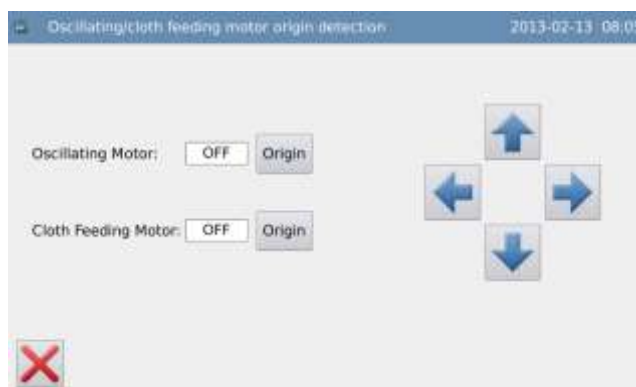 Oscillating/cloth feeding motor origin detection 2013-02-13 08:05
Oscillating Motor: OFF Origin
Cloth Feeding Motor: OFF Origin